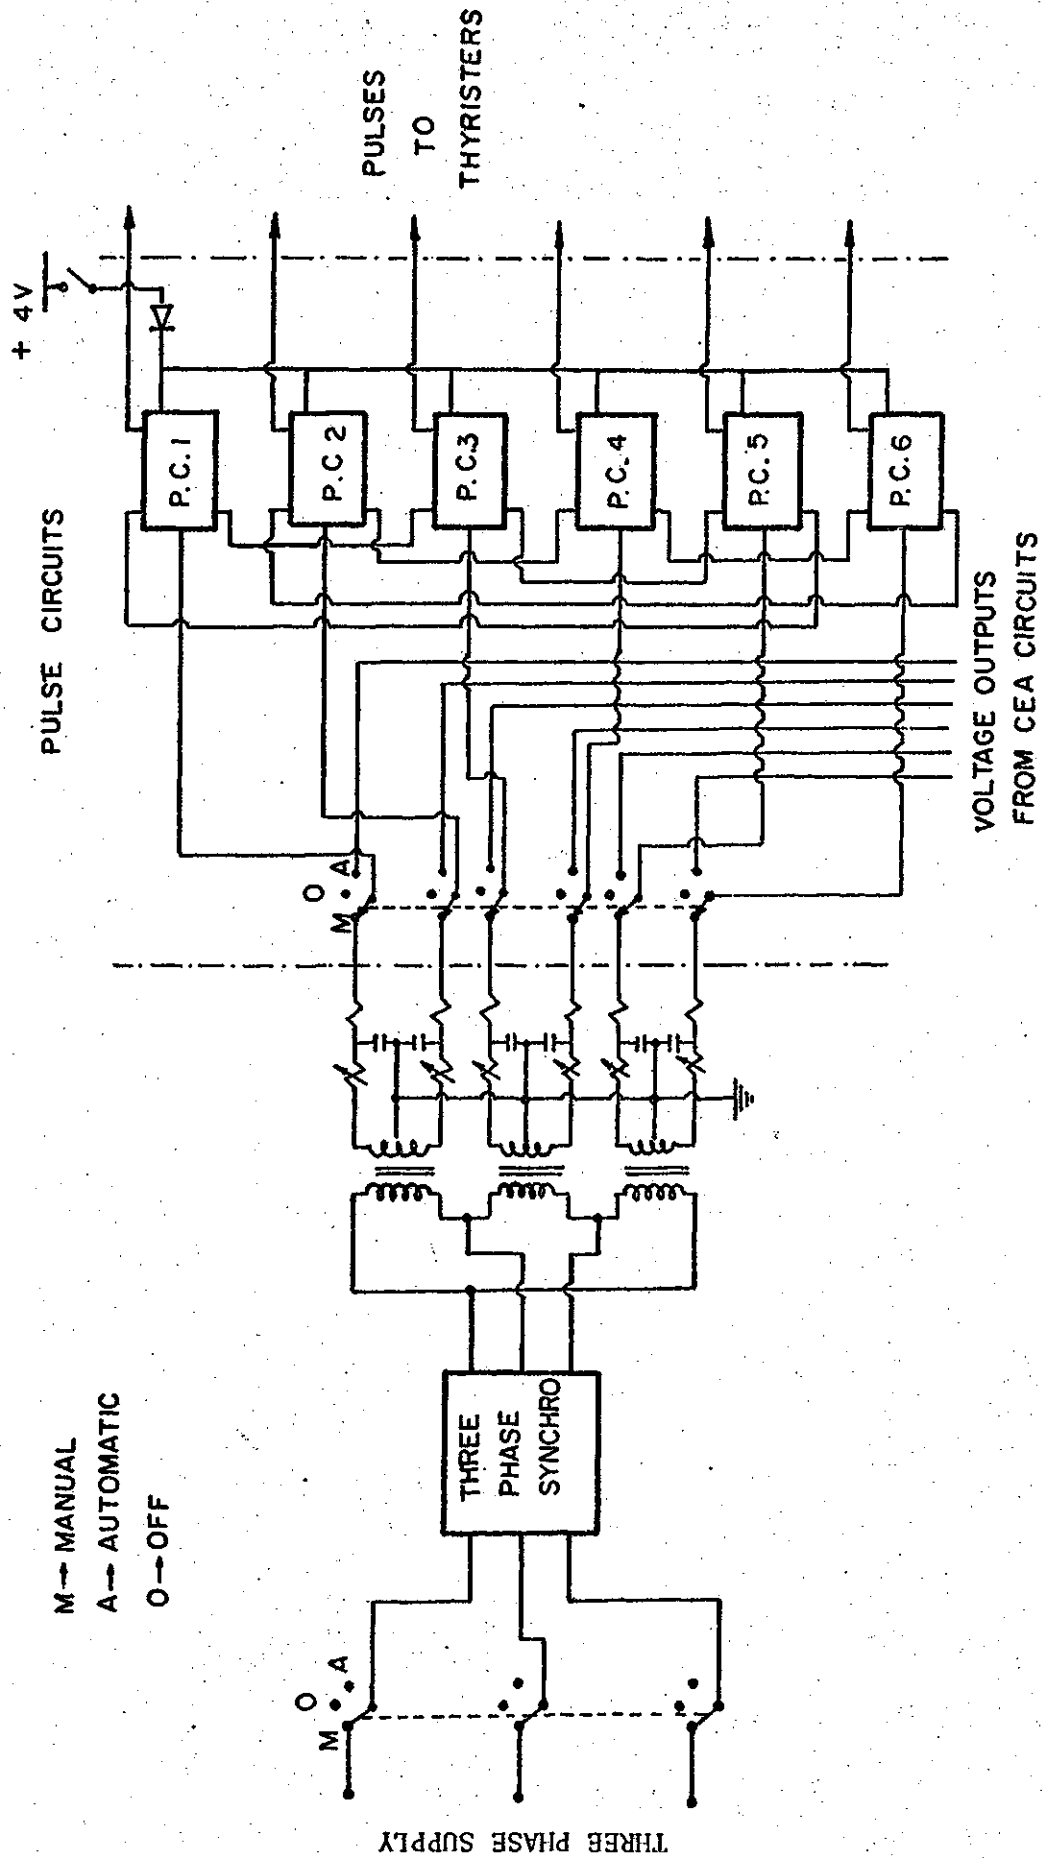 M→MANUAL
A→AUTOMATIC
O→OFF
THREE PHASE SUPPLY
M
O
A
THREE
PHASE
SYNCHRO
M
O
A
PULSE CIRCUITS
VOLTAGE OUTPUTS
FROM CEA CIRCUITS
P.C.1
P.C 2
P.C.3
P.C.4
P.C.5
P.C.6
+ 4V
PULSES
TO
THYRISTERS